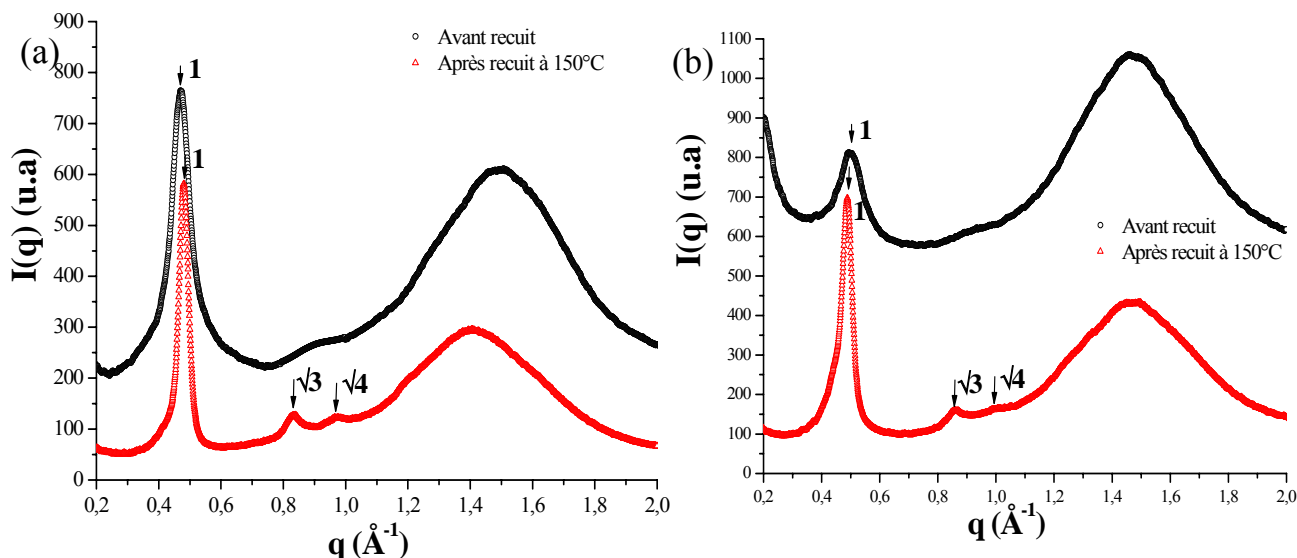 (a)
Avant recuit
Après recuit à 150°C
1
1
√3
√4
900
800
700
600
500
400
300
200
100
0
I(q) (u.a)
0,2 0,4 0,6 0,8 1,0 1,2 1,4 1,6 1,8 2,0
q (Å⁻¹)
(b)
1
1
Avant recuit
Après recuit à 150°C
√3
√4
1100
1000
900
800
700
600
500
400
300
200
100
0
I(q) (u.a)
0,2 0,4 0,6 0,8 1,0 1,2 1,4 1,6 1,8 2,0
q (Å⁻¹)